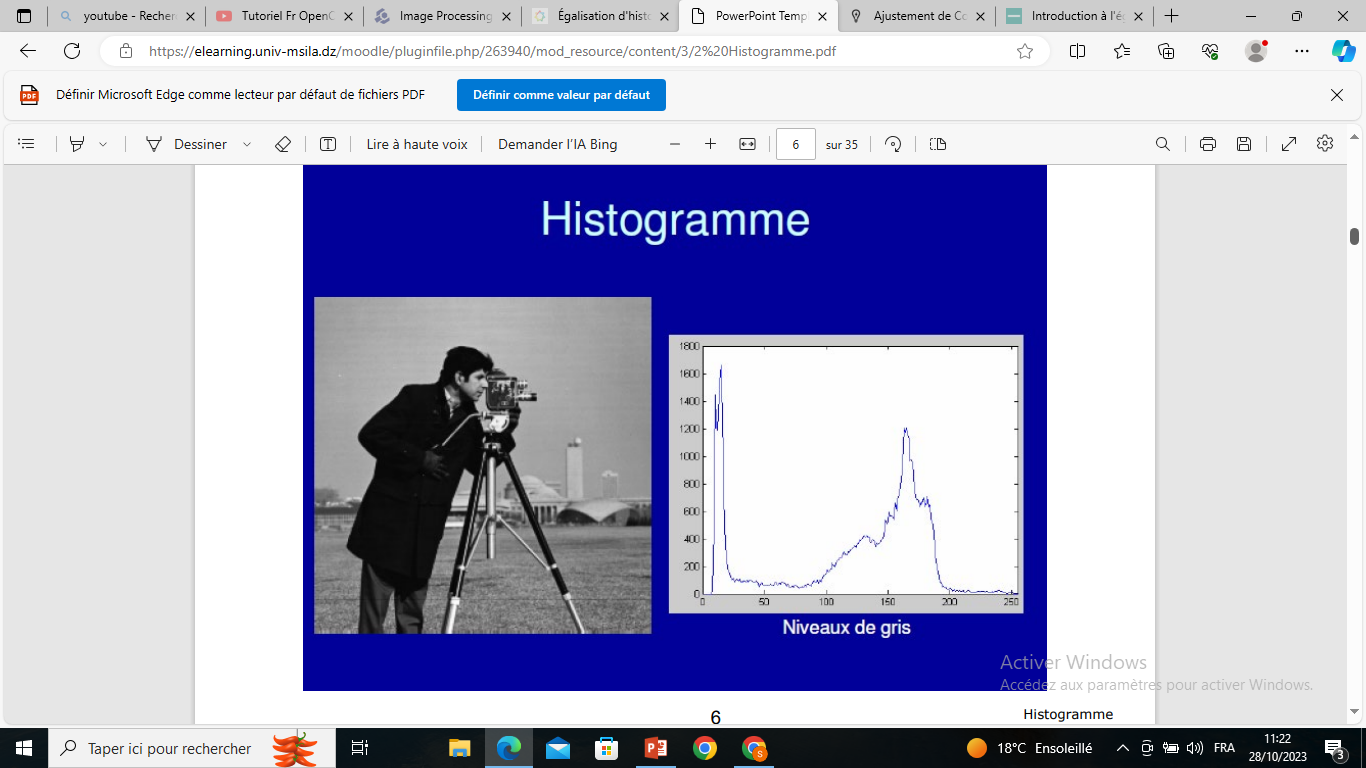 youtube - Recher
Tutoriel Fr OpenC
Image Processing
Égalisation d'histo
PowerPoint Temp
Ajustement de Co
Introduction à l'é
https://elearning.univ-msila.dz/moodle/pluginfile.php/263940/mod_resource/content/3/2%20Histogramme.pdf
PDF
Définir Microsoft Edge comme lecteur par défaut de fichiers PDF
Définir comme valeur par défaut
Dessiner
Lire à haute voix
Demander l'IA Bing
6
sur 35
Histogramme
1800
1600
1400
1200
1000
800
600
400
200
0
0 50 100 150 200 250
Niveaux de gris
Activer Windows
Accédez aux paramètres pour activer Windows.
6
Histogramme
Taper ici pour rechercher
18°C Ensoleillé
FRA
11:22
28/10/2023
3